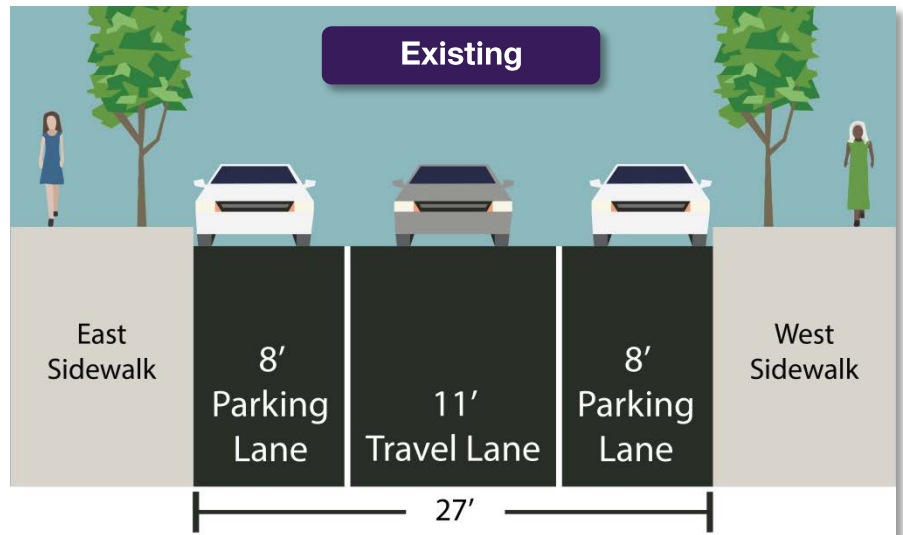 Existing
East
Sidewalk
8′
Parking
Lane
11′
Travel Lane
8′
Parking
Lane
West
Sidewalk
27′